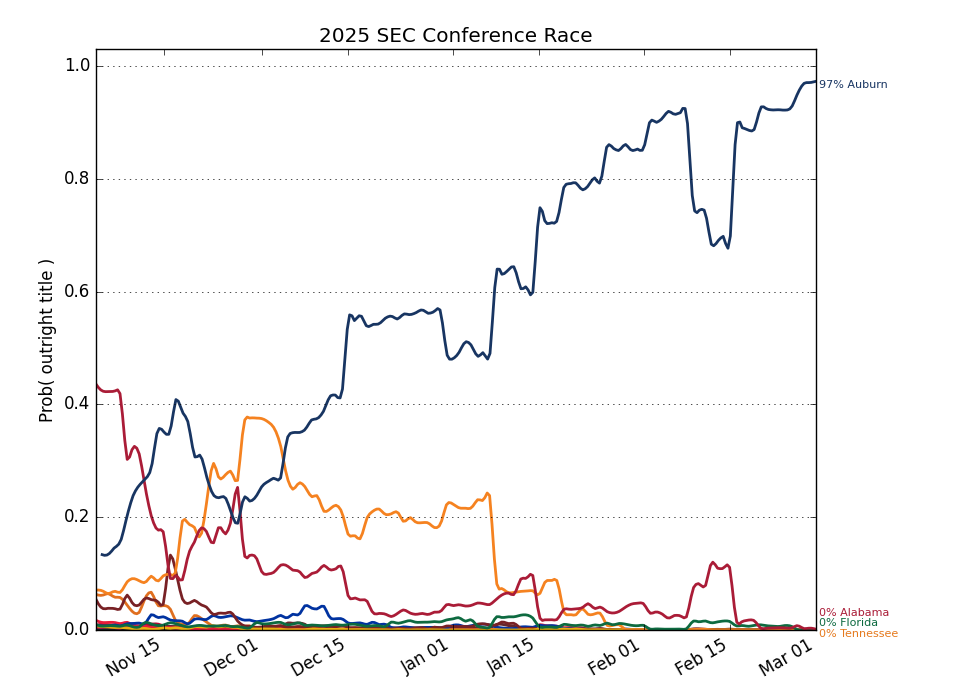 2025 SEC Conference Race
Prob( outright title )
1.0
0.8
0.6
0.4
0.2
0.0
97% Auburn
0% Alabama
0% Florida
0% Tennessee
Nov 15
Dec 01
Dec 15
Jan 01
Jan 15
Feb 01
Feb 15
Mar 01